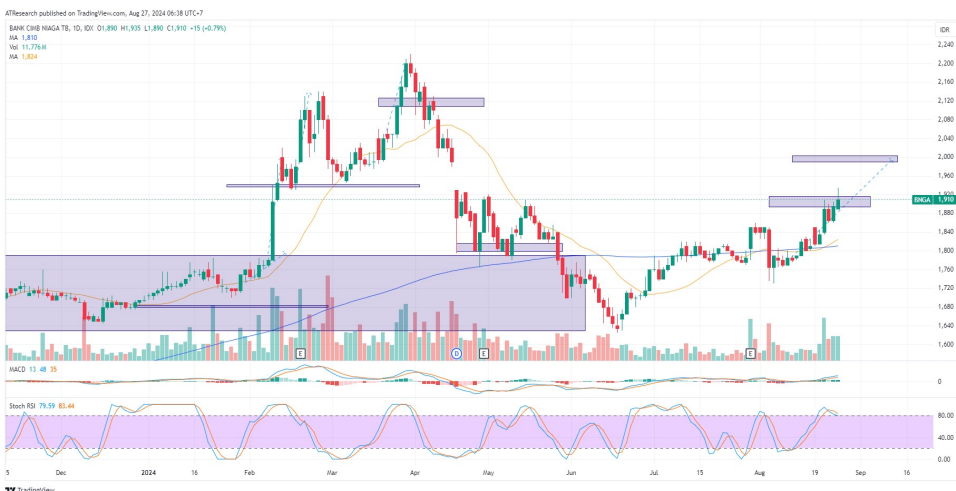 ATResearch published on TradingView.com, Aug 27, 2024 06:38 UTC+7
BANK CIMB NIAGA TB, 1D, IDX O1,890 H1,935 L1,890 C1,910 +15 (+0.79%)
MA 1,810
Vol 11.776M
MA 1,824
IDR
2,240
2,200
2,160
2,120
2,080
2,040
2,000
1,960
1,920
BNGA 1,910
1,880
1,840
1,800
1,760
1,720
1,680
1,640
1,600
E
D
E
E
MACD 13 48 35
0
Stoch RSI 79.59 83.44
80.00
40.00
0.00
5 Dec 2024 16 Feb Mar Apr May Jun Jul 15 Aug 19 Sep 16
TradingView